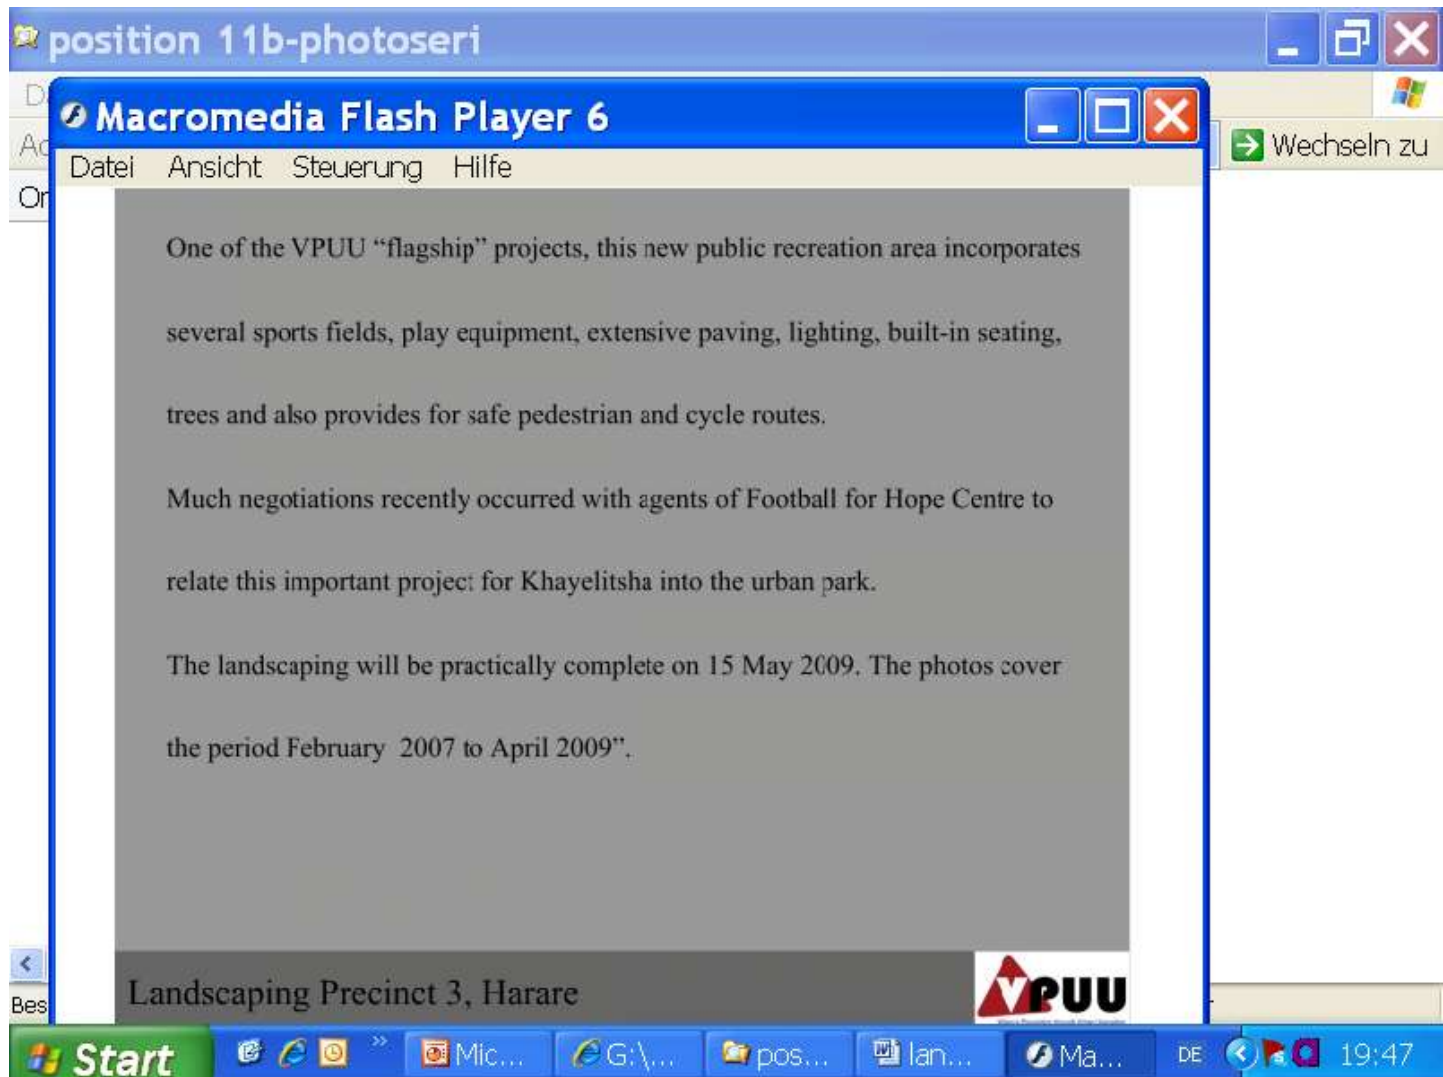 position 11b-photoseri
Macromedia Flash Player 6
Wechseln zu
Datei Ansicht Steuerung Hilfe
One of the VPUU “flagship” projects, this new public recreation area incorporates
several sports fields, play equipment, extensive paving, lighting, built-in seating,
trees and also provides for safe pedestrian and cycle routes.
Much negotiations recently occurred with agents of Football for Hope Centre to
relate this important project for Khayelitsha into the urban park.
The landscaping will be practically complete on 15 May 2009. The photos cover
the period February 2007 to April 2009”.
Landscaping Precinct 3, Harare
VPUU
Bes
Start Mic... G:\... pos... lan... Ma... DE 19:47